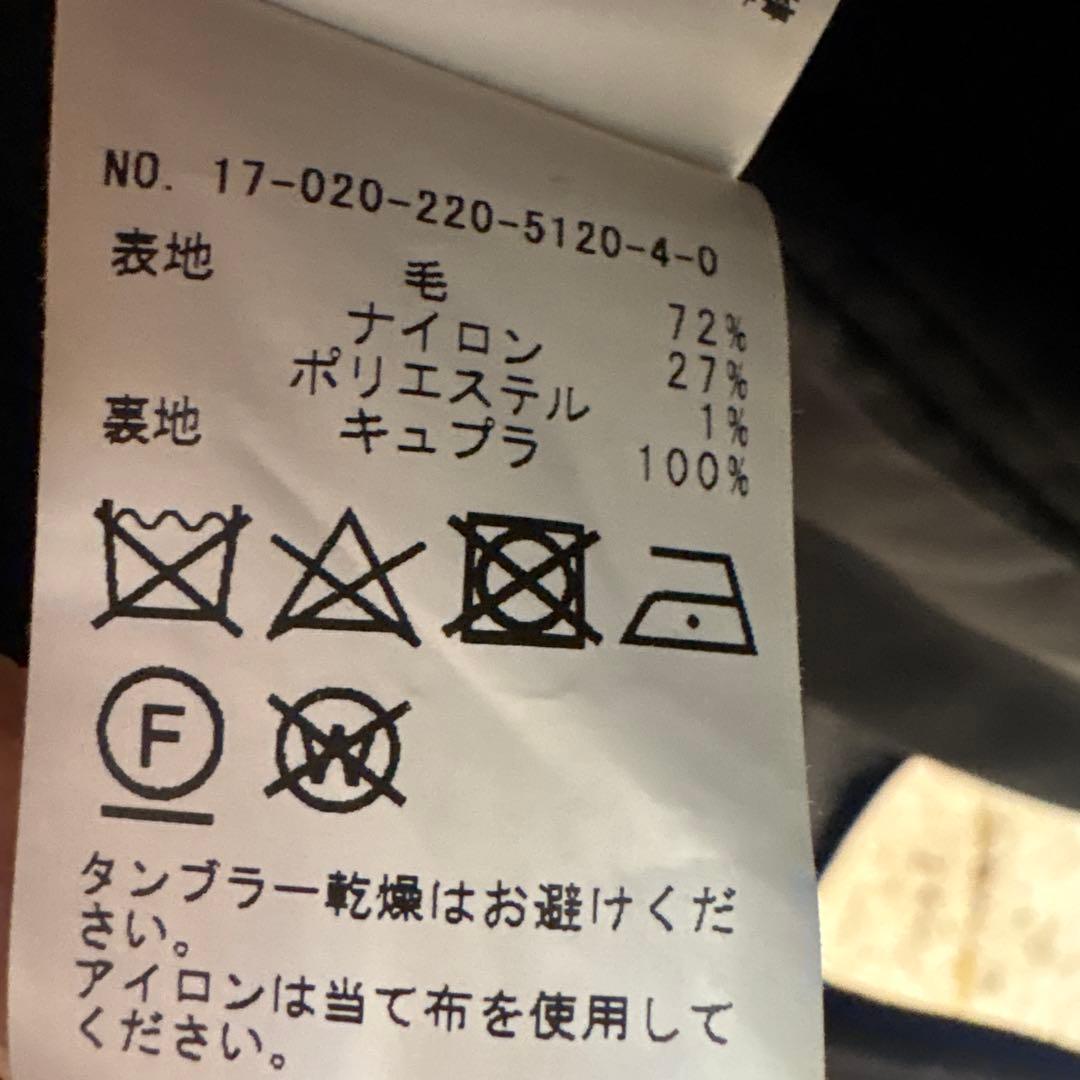 NO. 17-020-220-5120-4-0
表地 毛 72%
ナイロン 27%
ポリエステル 1%
裏地 キュプラ 100%
F W
タンブラー乾燥はお避けくだ
さい。
アイロンは当て布を使用して
ください。